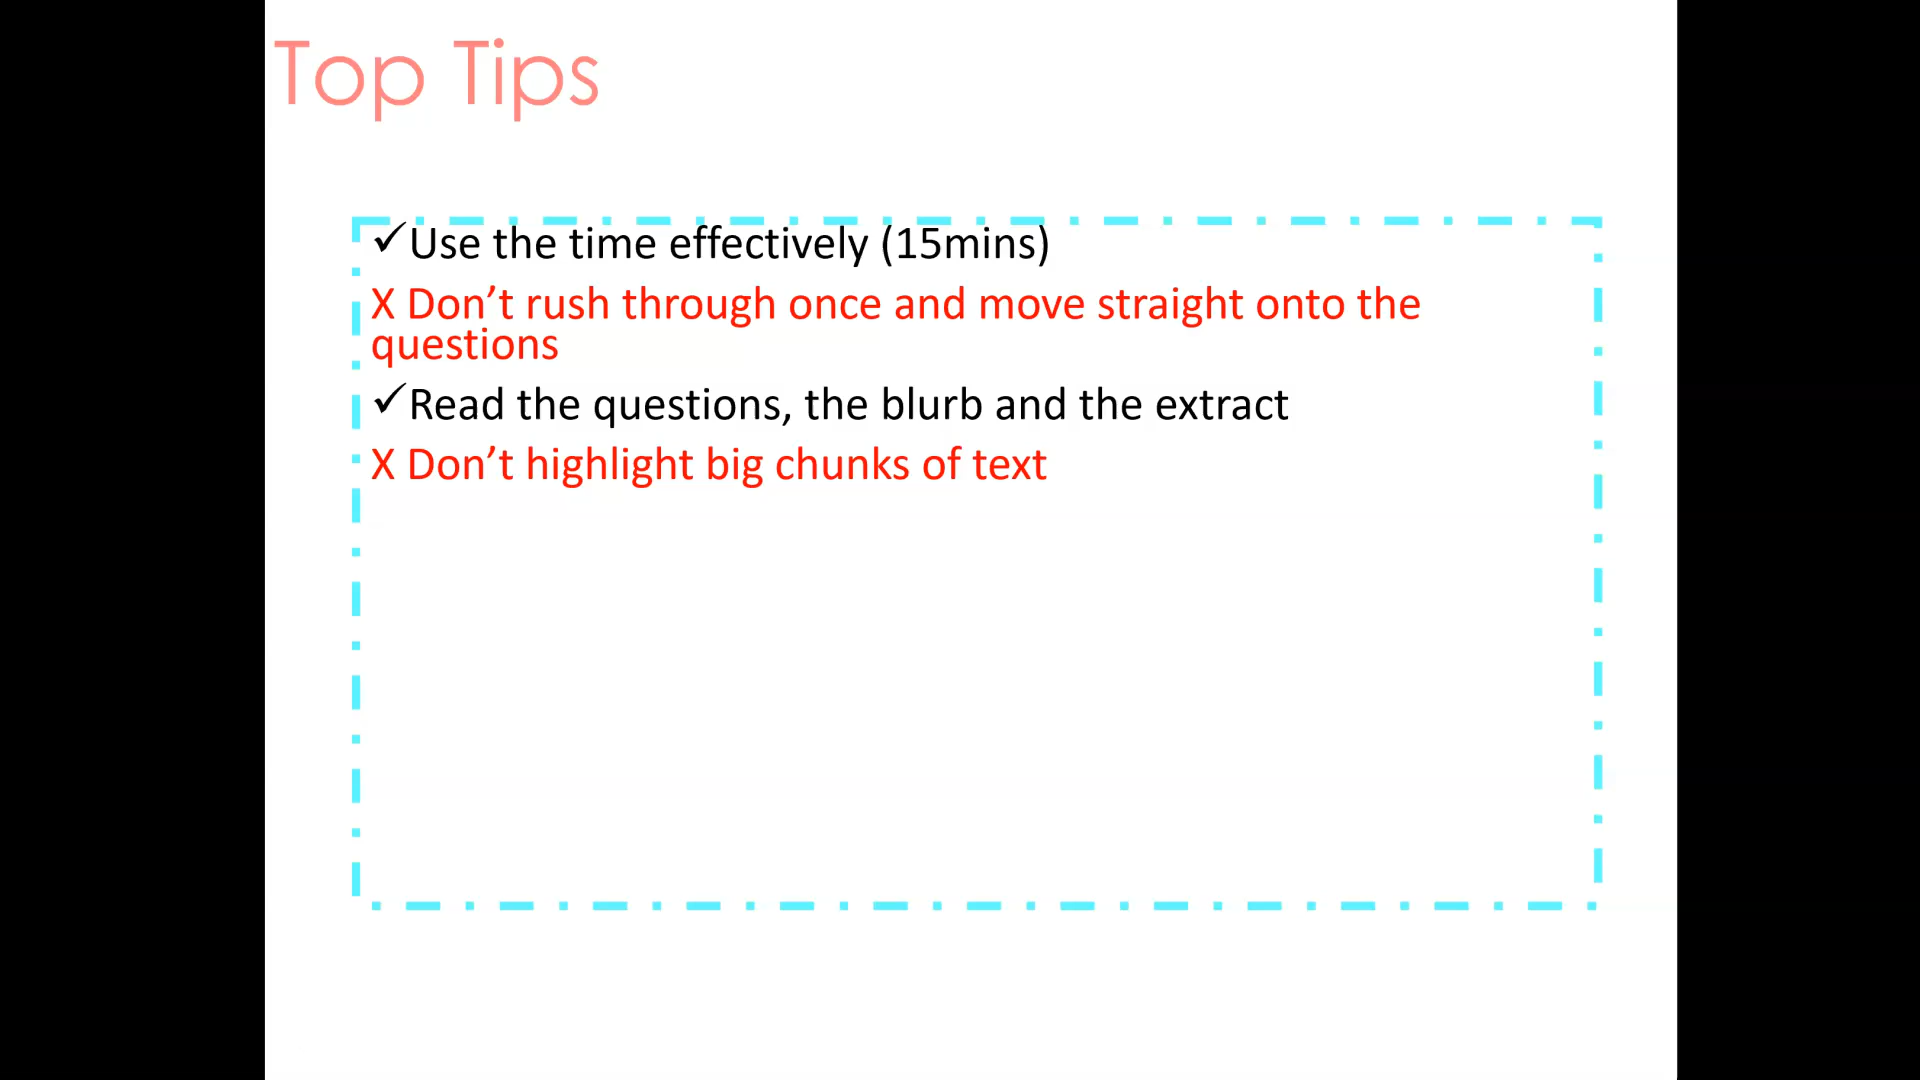 Top Tips
✓Use the time effectively (15mins)
X Don’t rush through once and move straight onto the
questions
✓Read the questions, the blurb and the extract
X Don’t highlight big chunks of text